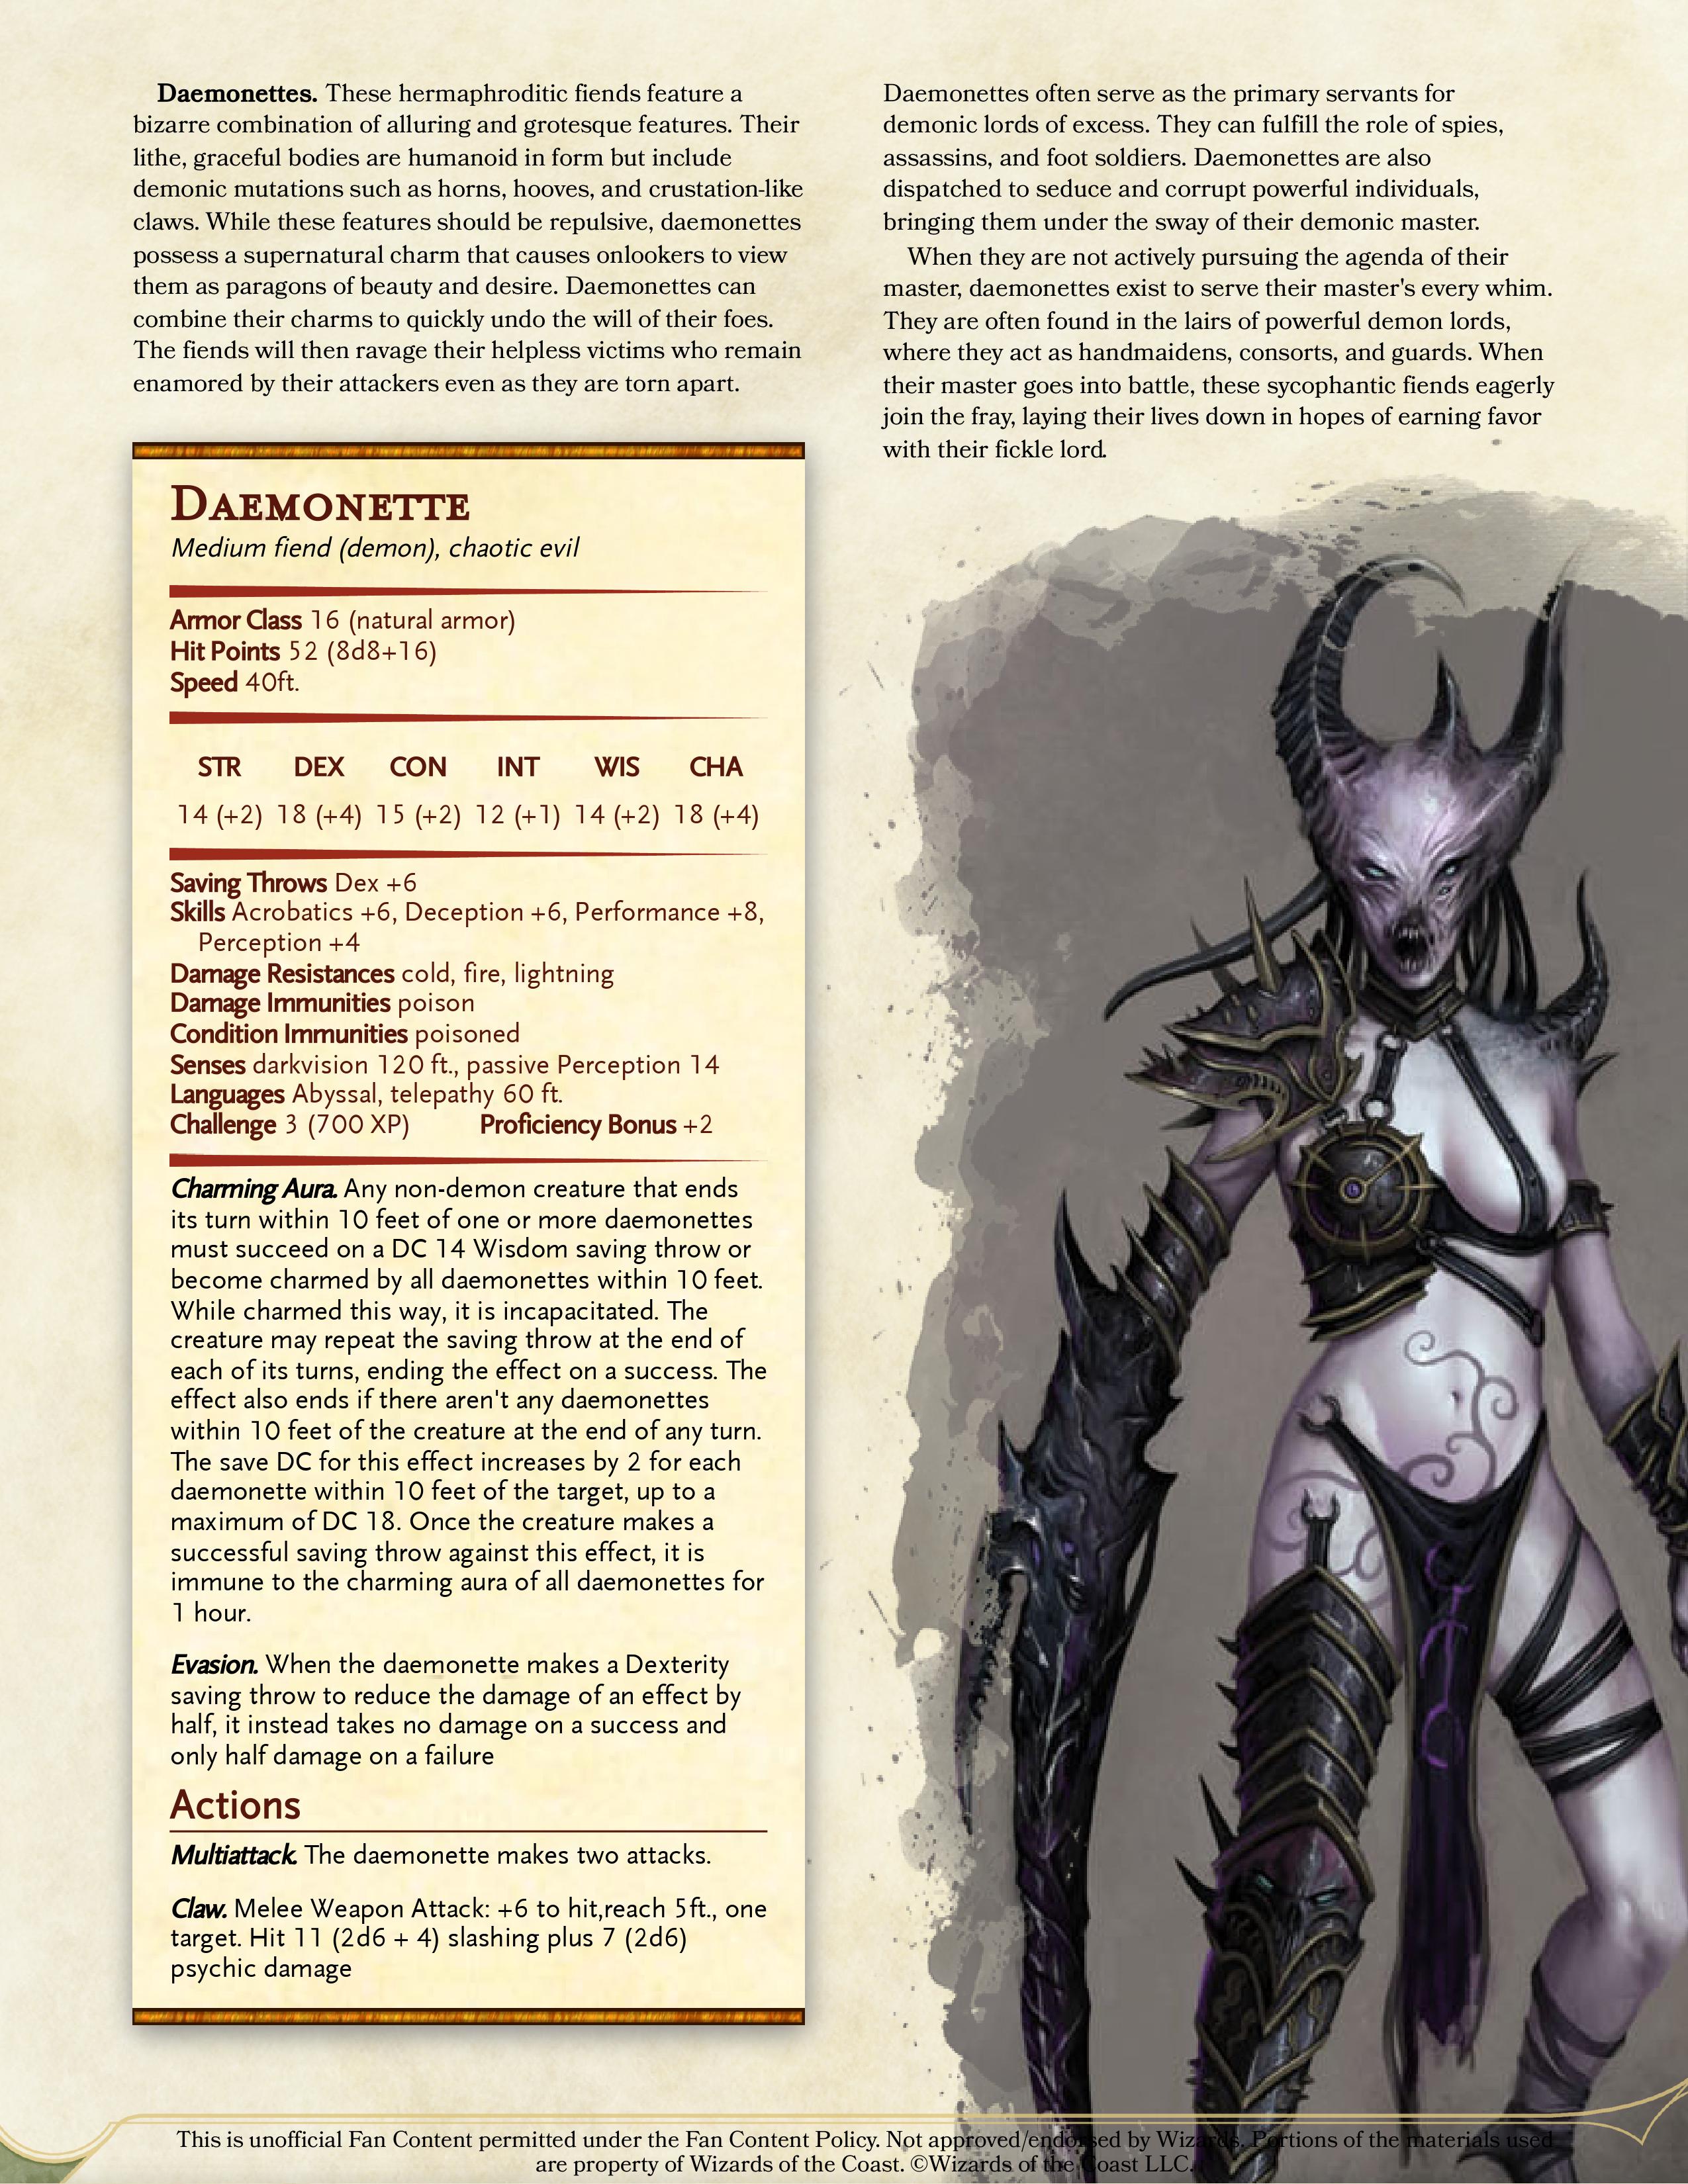 Daemonettes. These hermaphroditic fiends feature a
bizarre combination of alluring and grotesque features. Their
lithe, graceful bodies are humanoid in form but include
demonic mutations such as horns, hooves, and crustation-like
claws. While these features should be repulsive, daemonettes
possess a supernatural charm that causes onlookers to view
them as paragons of beauty and desire. Daemonettes can
combine their charms to quickly undo the will of their foes.
The fiends will then ravage their helpless victims who remain
enamored by their attackers even as they are torn apart.
DAEMONETTE
Medium fiend (demon), chaotic evil
Armor Class 16 (natural armor)
Hit Points 52 (8d8+16)
Speed 40ft.
STR DEX CON INT WIS CHA
14 (+2) 18 (+4) 15 (+2) 12 (+1) 14 (+2) 18 (+4)
Saving Throws Dex +6
Skills Acrobatics +6, Deception +6, Performance +8,
Perception +4
Damage Resistances cold, fire, lightning
Damage Immunities poison
Condition Immunities poisoned
Senses darkvision 120 ft., passive Perception 14
Languages Abyssal, telepathy 60 ft.
Challenge 3 (700 XP) Proficiency Bonus +2
Charming Aura. Any non-demon creature that ends
its turn within 10 feet of one or more daemonettes
must succeed on a DC 14 Wisdom saving throw or
become charmed by all daemonettes within 10 feet.
While charmed this way, it is incapacitated. The
creature may repeat the saving throw at the end of
each of its turns, ending the effect on a success. The
effect also ends if there aren't any daemonettes
within 10 feet of the creature at the end of any turn.
The save DC for this effect increases by 2 for each
daemonette within 10 feet of the target, up to a
maximum of DC 18. Once the creature makes a
successful saving throw against this effect, it is
immune to the charming aura of all daemonettes for
1 hour.
Evasion. When the daemonette makes a Dexterity
saving throw to reduce the damage of an effect by
half, it instead takes no damage on a success and
only half damage on a failure
Actions
Multiattack. The daemonette makes two attacks.
Claw. Melee Weapon Attack: +6 to hit,reach 5ft., one
target. Hit 11 (2d6 + 4) slashing plus 7 (2d6)
psychic damage
Daemonettes often serve as the primary servants for
demonic lords of excess. They can fulfill the role of spies,
assassins, and foot soldiers. Daemonettes are also
dispatched to seduce and corrupt powerful individuals,
bringing them under the sway of their demonic master.
When they are not actively pursuing the agenda of their
master, daemonettes exist to serve their master's every whim.
They are often found in the lairs of powerful demon lords,
where they act as handmaidens, consorts, and guards. When
their master goes into battle, these sycophantic fiends eagerly
join the fray, laying their lives down in hopes of earning favor
with their fickle lord.
This is unofficial Fan Content permitted under the Fan Content Policy. Not approved/endorsed by Wizards. Portions of the materials used
are property of Wizards of the Coast. ©Wizards of the Coast LLC.